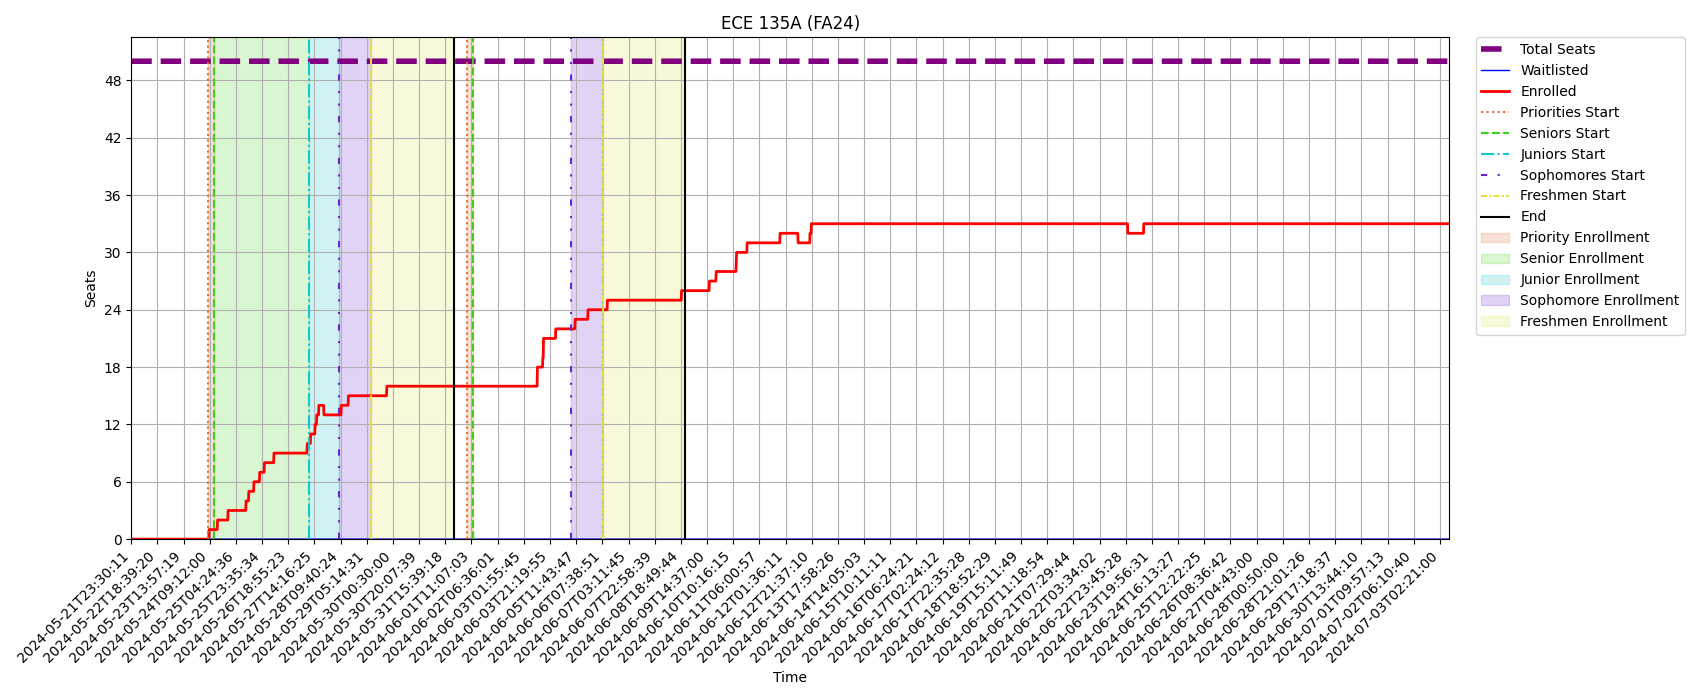 ECE 135A (FA24)
Total Seats
Waitlisted
Enrolled
Priorities Start
Seniors Start
Juniors Start
Sophomores Start
Freshmen Start
End
Priority Enrollment
Senior Enrollment
Junior Enrollment
Sophomore Enrollment
Freshmen Enrollment
Seats
48
42
36
30
24
18
12
6
0
2024-05-21T23:30:11
2024-05-22T18:39:20
2024-05-23T13:57:19
2024-05-24T09:12:00
2024-05-25T04:24:36
2024-05-25T23:35:34
2024-05-26T18:55:23
2024-05-27T14:16:25
2024-05-28T09:40:24
2024-05-29T05:14:31
2024-05-30T00:30:00
2024-05-30T20:07:39
2024-05-31T15:39:18
2024-06-01T11:07:03
2024-06-02T06:36:01
2024-06-03T01:55:45
2024-06-03T21:19:55
2024-06-05T11:43:47
2024-06-06T07:38:51
2024-06-07T03:11:45
2024-06-07T22:58:39
2024-06-08T18:49:44
2024-06-09T14:37:00
2024-06-10T10:16:15
2024-06-11T06:00:57
2024-06-12T01:36:11
2024-06-12T21:37:10
2024-06-13T17:58:26
2024-06-14T14:05:03
2024-06-15T10:11:11
2024-06-16T06:24:21
2024-06-17T02:24:12
2024-06-17T22:35:28
2024-06-18T18:52:29
2024-06-19T15:11:49
2024-06-20T11:18:54
2024-06-21T07:29:44
2024-06-22T03:34:02
2024-06-22T23:45:28
2024-06-23T19:56:31
2024-06-24T16:13:27
2024-06-25T12:22:25
2024-06-26T08:36:42
2024-06-27T04:43:00
2024-06-28T00:50:00
2024-06-28T21:01:26
2024-06-29T17:18:37
2024-06-30T13:44:10
2024-07-01T09:57:13
2024-07-02T06:10:40
2024-07-03T02:21:00
Time